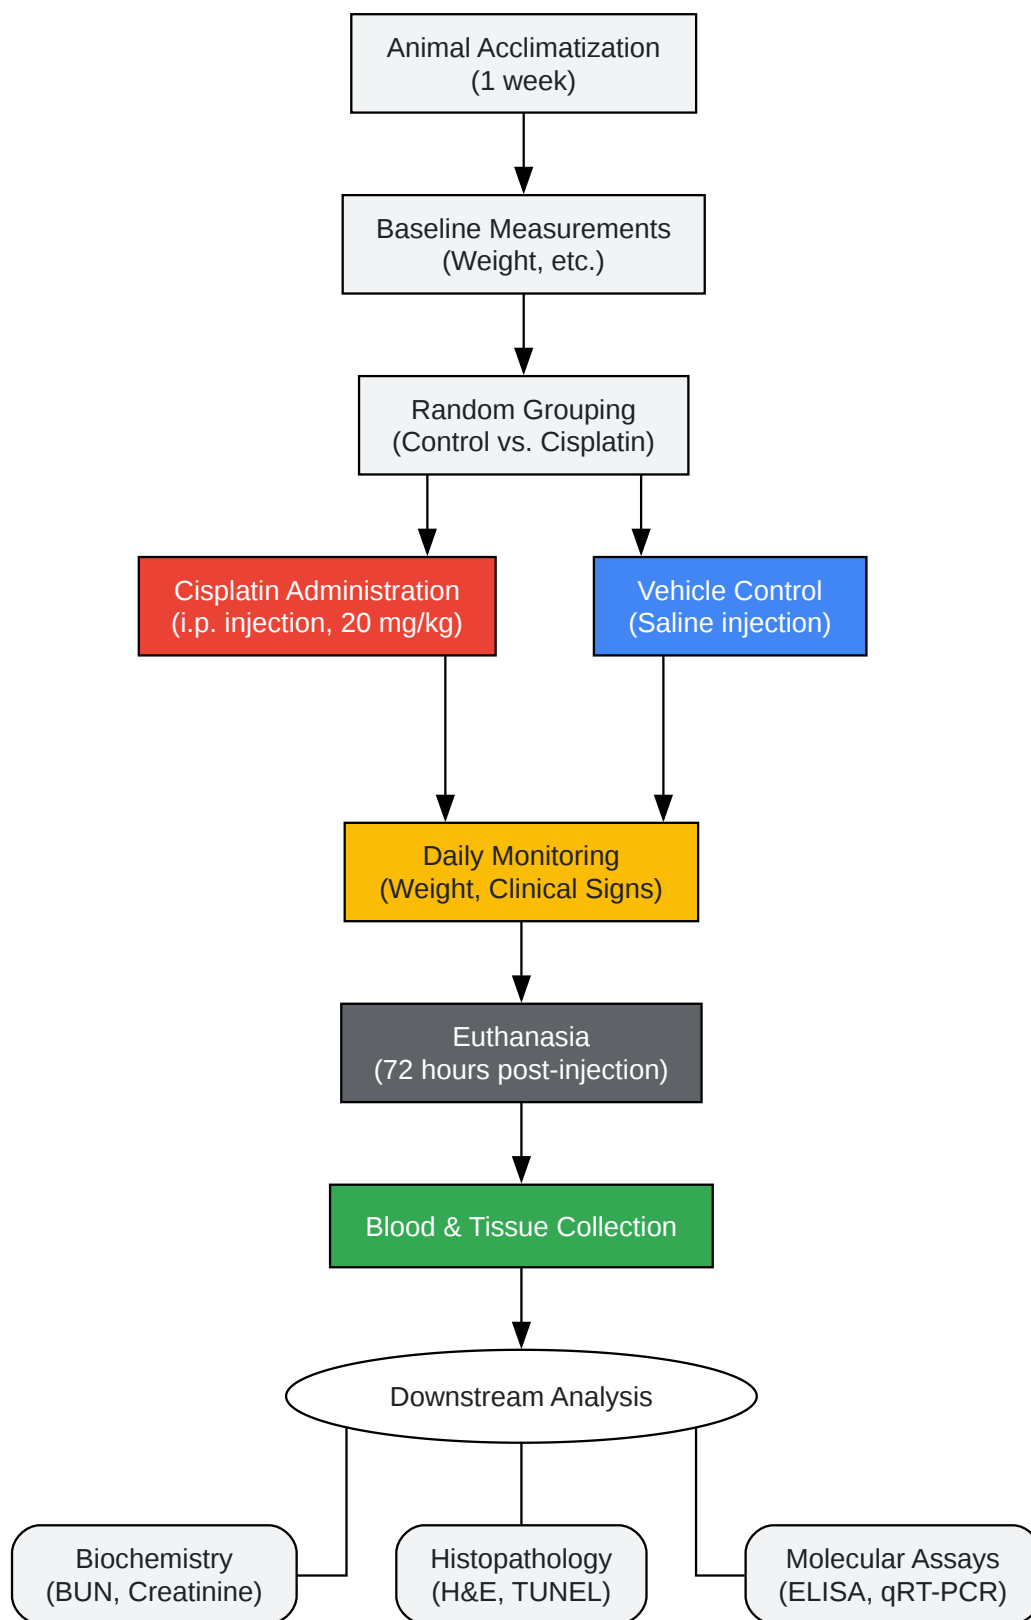 Animal Acclimatization
(1 week)
Baseline Measurements
(Weight, etc.)
Random Grouping
(Control vs. Cisplatin)
Cisplatin Administration
(i.p. injection, 20 mg/kg)
Vehicle Control
(Saline injection)
Daily Monitoring
(Weight, Clinical Signs)
Euthanasia
(72 hours post-injection)
Blood & Tissue Collection
Downstream Analysis
Biochemistry
(BUN, Creatinine)
Histopathology
(H&E, TUNEL)
Molecular Assays
(ELISA, qRT-PCR)